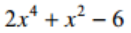 2x⁴ + x² − 6